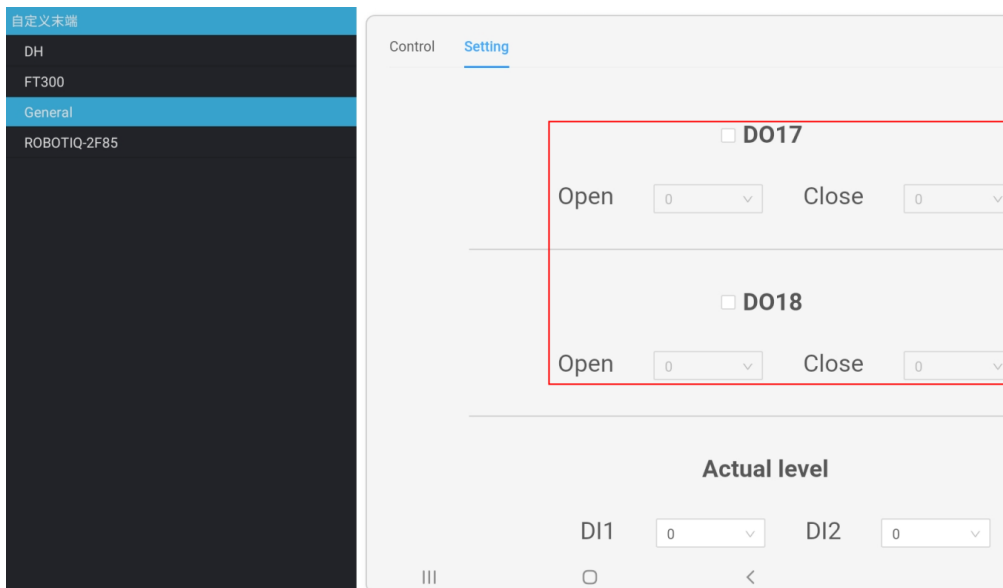 自定义末端
DH
FT300
General
ROBOTIQ-2F85
Control Setting
DO17
Open 0 Close 0
DO18
Open 0 Close 0
Actual level
DI1 0 DI2 0